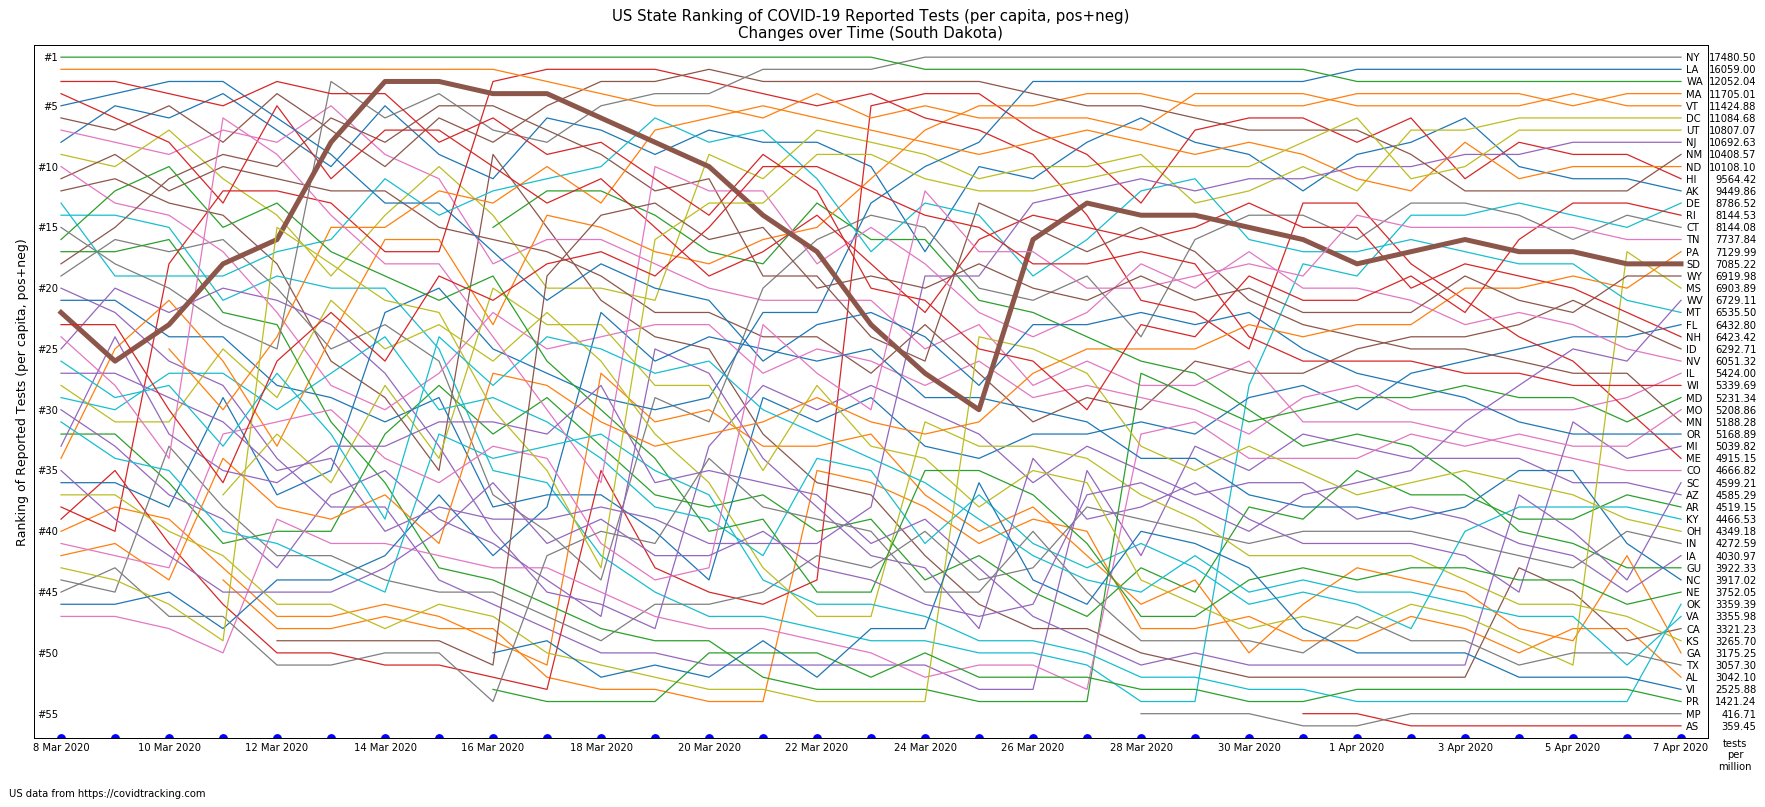 US State Ranking of COVID-19 Reported Tests (per capita, pos+neg)
Changes over Time (South Dakota)
Ranking of Reported Tests (per capita, pos+neg)
#1
#5
#10
#15
#20
#25
#30
#35
#40
#45
#50
#55
NY 17480.50
LA 16059.00
WA 12052.04
MA 11705.01
VT 11424.88
DC 11084.68
UT 10807.07
NJ 10692.63
NM 10408.57
ND 10108.10
HI 9564.42
AK 9449.86
DE 8786.52
RI 8144.53
CT 8144.08
TN 7737.84
PA 7129.99
SD 7085.22
WY 6919.98
MS 6903.89
WV 6729.11
MT 6535.50
FL 6432.80
NH 6423.42
ID 6292.71
NV 6051.32
IL 5424.00
WI 5339.69
MD 5231.34
MO 5208.86
MN 5188.28
OR 5168.89
MI 5039.82
ME 4915.15
CO 4666.82
SC 4599.21
AZ 4585.29
AR 4519.15
KY 4466.53
OH 4349.18
IN 4272.59
IA 4030.97
GU 3922.33
NC 3917.02
NE 3752.05
OK 3359.39
VA 3355.98
CA 3321.23
KS 3265.70
GA 3175.25
TX 3057.30
AL 3042.10
VI 2525.88
PR 1421.24
MP 416.71
AS 359.45
8 Mar 2020 10 Mar 2020 12 Mar 2020 14 Mar 2020 16 Mar 2020 18 Mar 2020 20 Mar 2020 22 Mar 2020 24 Mar 2020 26 Mar 2020 28 Mar 2020 30 Mar 2020 1 Apr 2020 3 Apr 2020 5 Apr 2020 7 Apr 2020
tests
per
million
US data from https://covidtracking.com